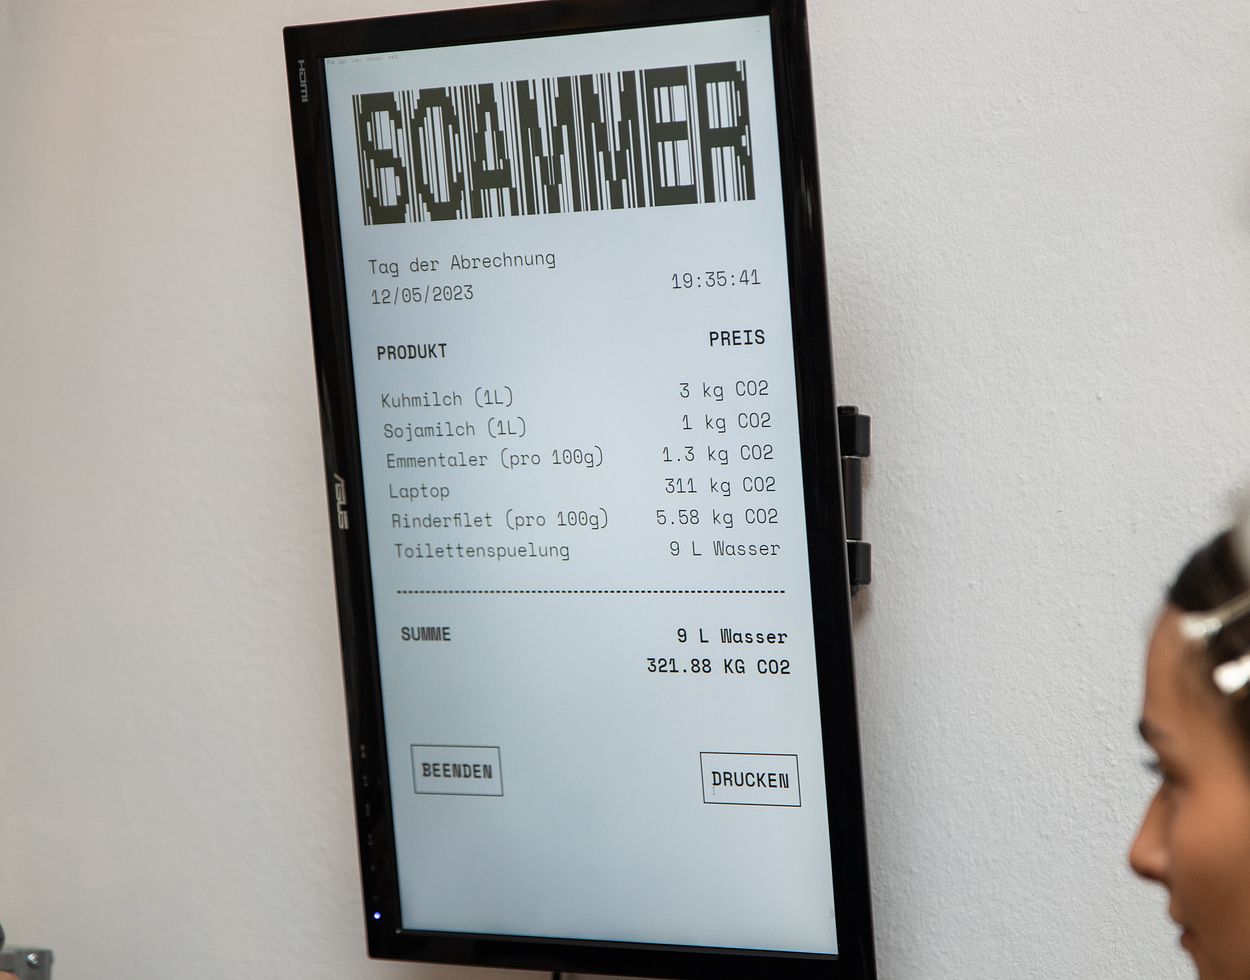 HDMI
SCAMMER
Tag der Abrechnung
12/05/2023 19:35:41
PRODUKT PREIS
Kuhmilch (1L) 3 kg CO2
Sojamilch (1L) 1 kg CO2
Emmentaler (pro 100g) 1.3 kg CO2
Laptop 311 kg CO2
Rinderfilet (pro 100g) 5.58 kg CO2
Toilettenspuelung 9 L Wasser
SUMME 9 L Wasser
321.88 KG CO2
BEENDEN DRUCKEN
ASUS